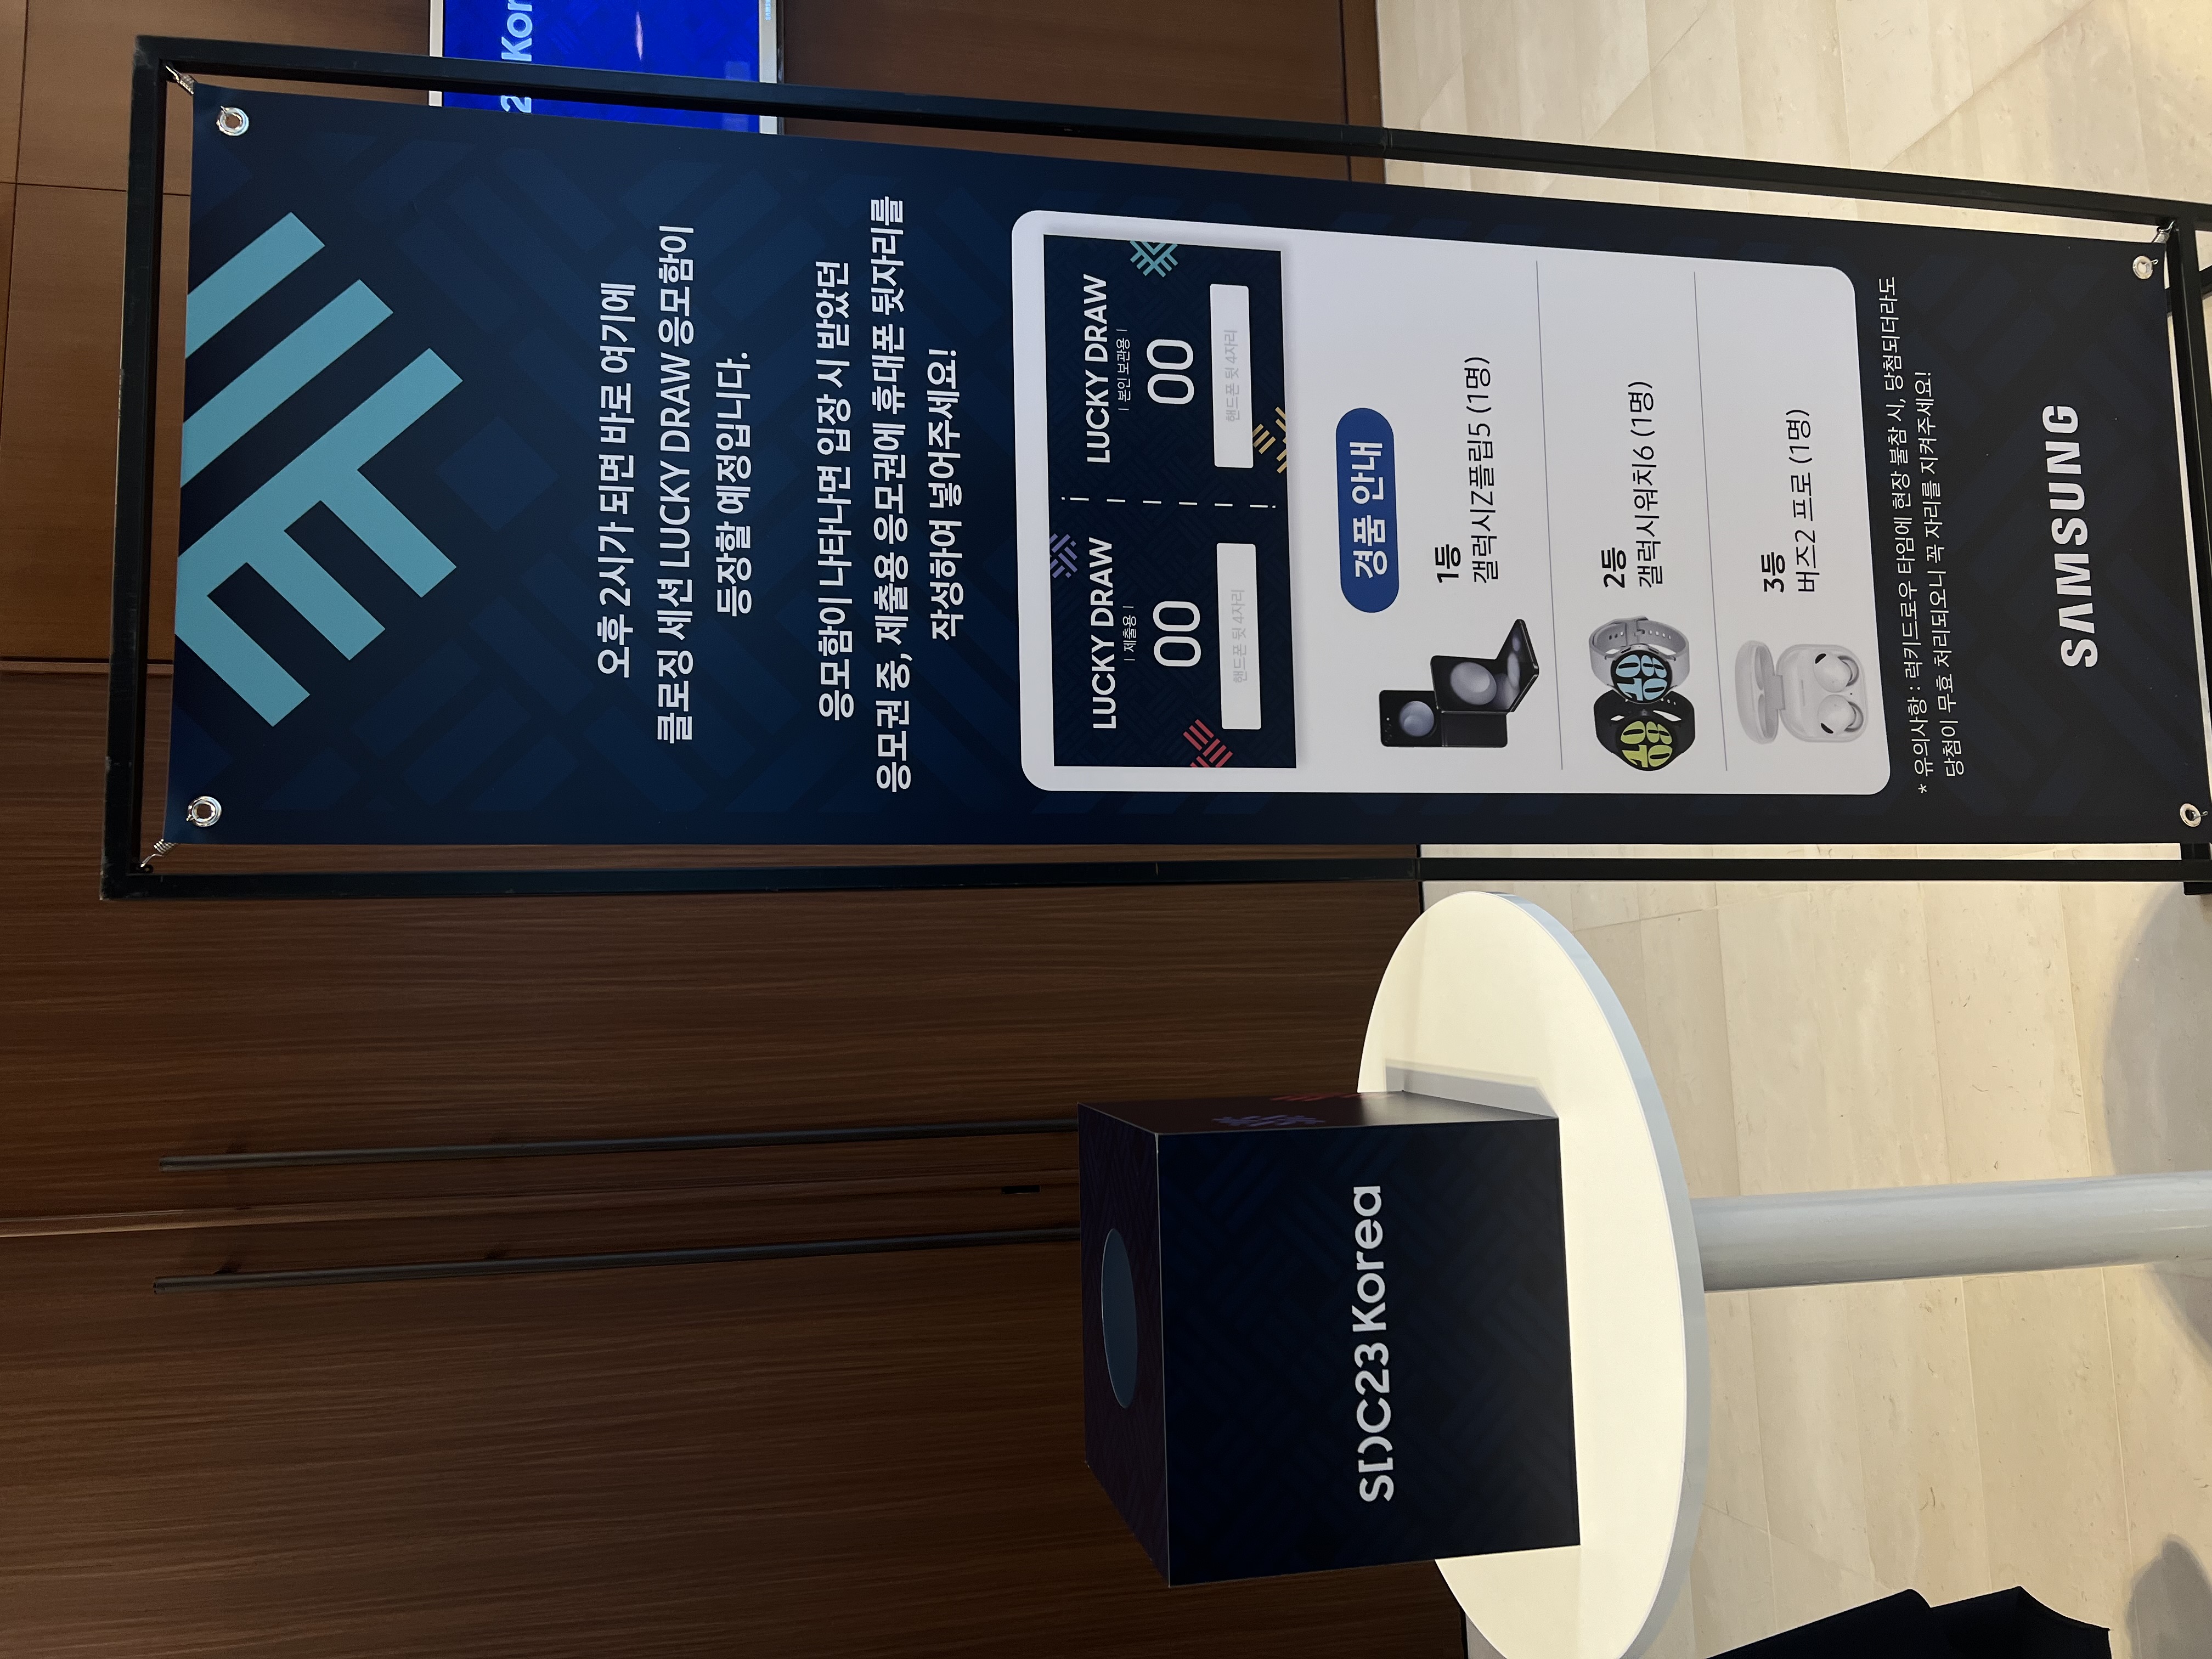 오후 2시가 되면 바로 여기에
클로징 세션 LUCKY DRAW 응모함이
등장할 예정입니다.
응모함이 나타나면 입장 시 받았던
응모권 중, 제출용 응모권에 휴대폰 뒷자리를
작성하여 넣어주세요!
LUCKY DRAW
| 제출용 |
00
핸드폰 뒷 4자리
LUCKY DRAW
| 본인 보관용 |
00
핸드폰 뒷 4자리
경품 안내
1등
갤럭시Z플립5 (1명)
2등
갤럭시워치6 (1명)
10
09
10
09
3등
버즈2 프로 (1명)
* 유의사항 : 럭키드로우 타임에 현장 불참 시, 당첨되더라도
당첨이 무효 처리되오니 꼭 자리를 지켜주세요!
SAMSUNG
SDC23 Korea
2 Kor